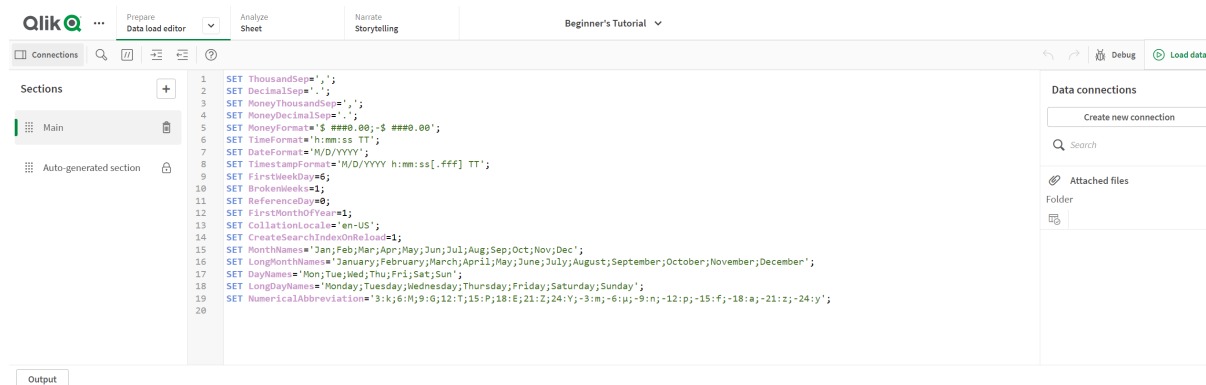 Qlik
Prepare
Data load editor
Analyze
Sheet
Narrate
Storytelling
Beginner's Tutorial
Connections
Debug
Load data
Sections
Main
Auto-generated section
1 SET ThousandSep=',';
2 SET DecimalSep='.';
3 SET MoneyThousandSep=',';
4 SET MoneyDecimalSep='.';
5 SET MoneyFormat='$ ###0.00;-$ ###0.00';
6 SET TimeFormat='h:mm:ss TT';
7 SET DateFormat='M/D/YYYY';
8 SET TimestampFormat='M/D/YYYY h:mm:ss[.fff] TT';
9 SET FirstWeekDay=6;
10 SET BrokenWeeks=1;
11 SET ReferenceDay=0;
12 SET FirstMonthOfYear=1;
13 SET CollationLocale='en-US';
14 SET CreateSearchIndexOnReload=1;
15 SET MonthNames='Jan;Feb;Mar;Apr;May;Jun;Jul;Aug;Sep;Oct;Nov;Dec';
16 SET LongMonthNames='January;February;March;April;May;June;July;August;September;October;November;December';
17 SET DayNames='Mon;Tue;Wed;Thu;Fri;Sat;Sun';
18 SET LongDayNames='Monday;Tuesday;Wednesday;Thursday;Friday;Saturday;Sunday';
19 SET NumericalAbbreviation='3:k;6:M;9:G;12:T;15:P;18:E;21:Z;24:Y;-3:m;-6:μ;-9:n;-12:p;-15:f;-18:a;-21:z;-24:y';
20
Data connections
Create new connection
Search
Attached files
Folder
Output